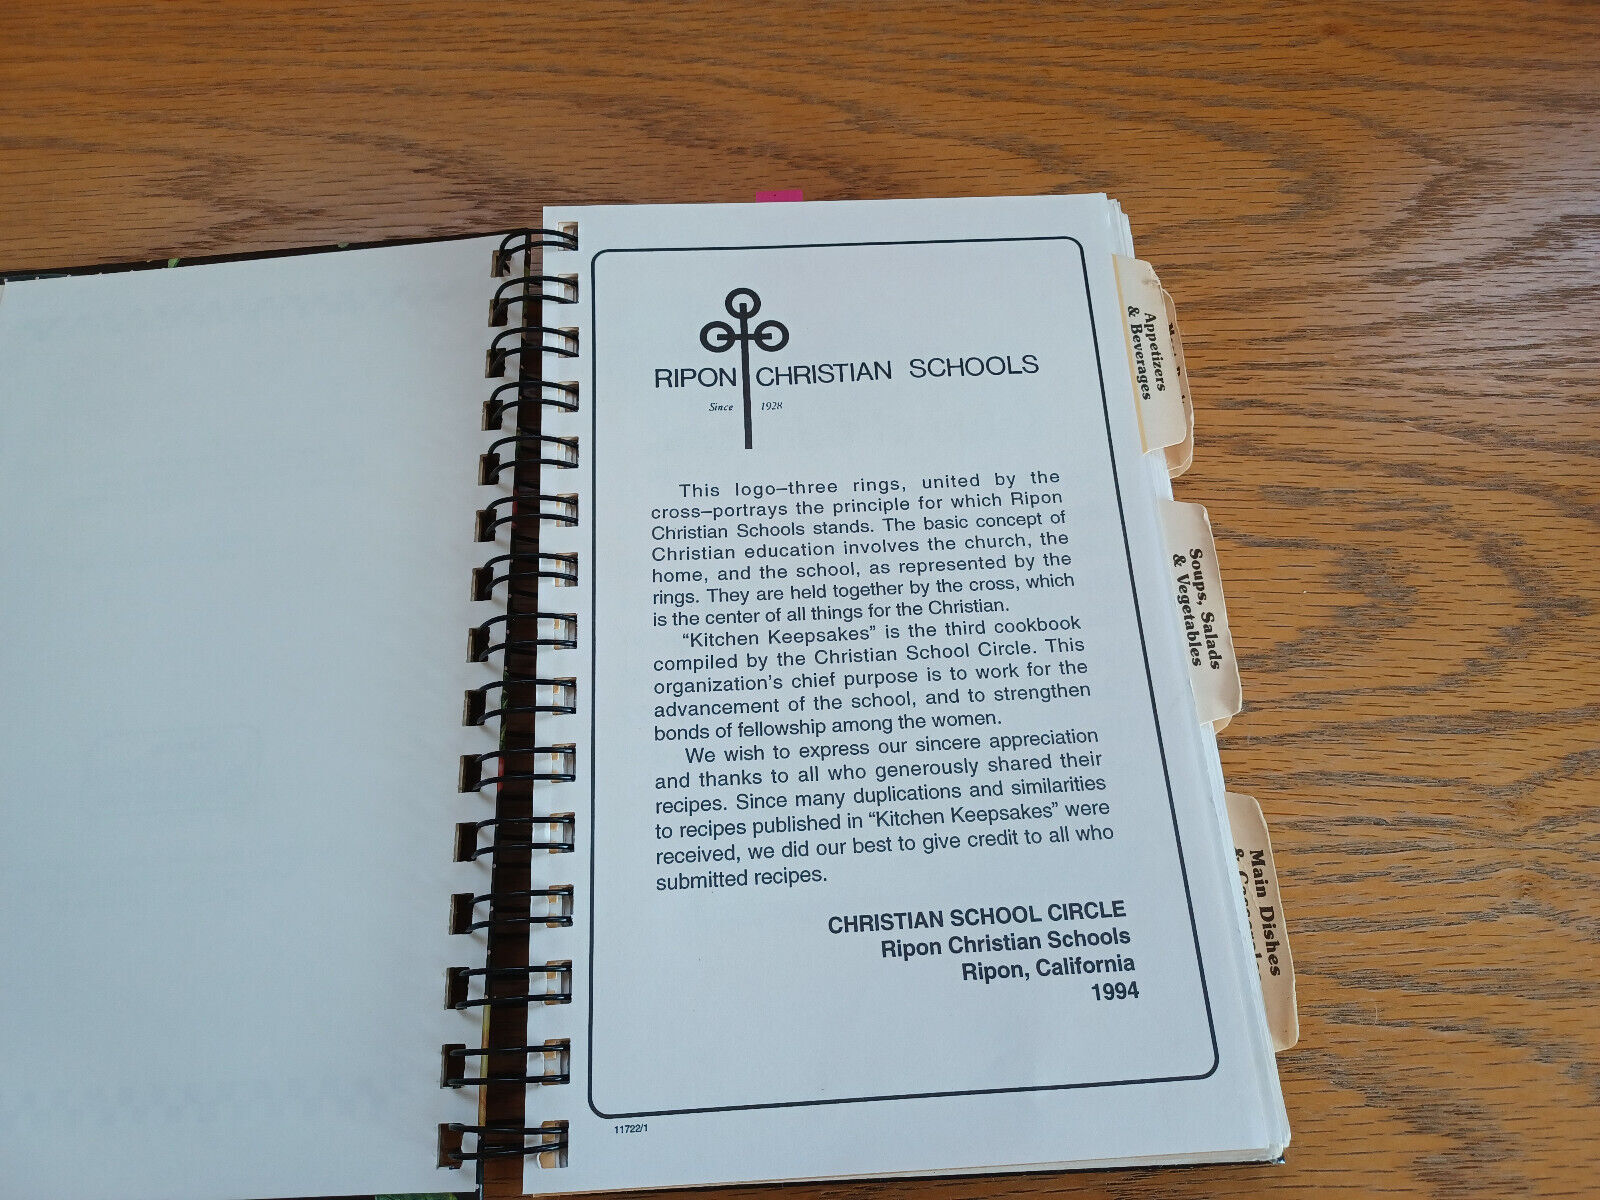 RIPON CHRISTIAN SCHOOLS
Since 1928
This logo–three rings, united by the
cross–portrays the principle for which Ripon
Christian Schools stands. The basic concept of
Christian education involves the church, the
home, and the school, as represented by the
rings. They are held together by the cross, which
is the center of all things for the Christian.
“Kitchen Keepsakes” is the third cookbook
compiled by the Christian School Circle. This
organization’s chief purpose is to work for the
advancement of the school, and to strengthen
bonds of fellowship among the women.
We wish to express our sincere appreciation
and thanks to all who generously shared their
recipes. Since many duplications and similarities
to recipes published in “Kitchen Keepsakes” were
received, we did our best to give credit to all who
submitted recipes.
CHRISTIAN SCHOOL CIRCLE
Ripon Christian Schools
Ripon, California
1994
11722/1
Appetizers
& Beverages
Soups, Salads
& Vegetables
Main Dishes
&